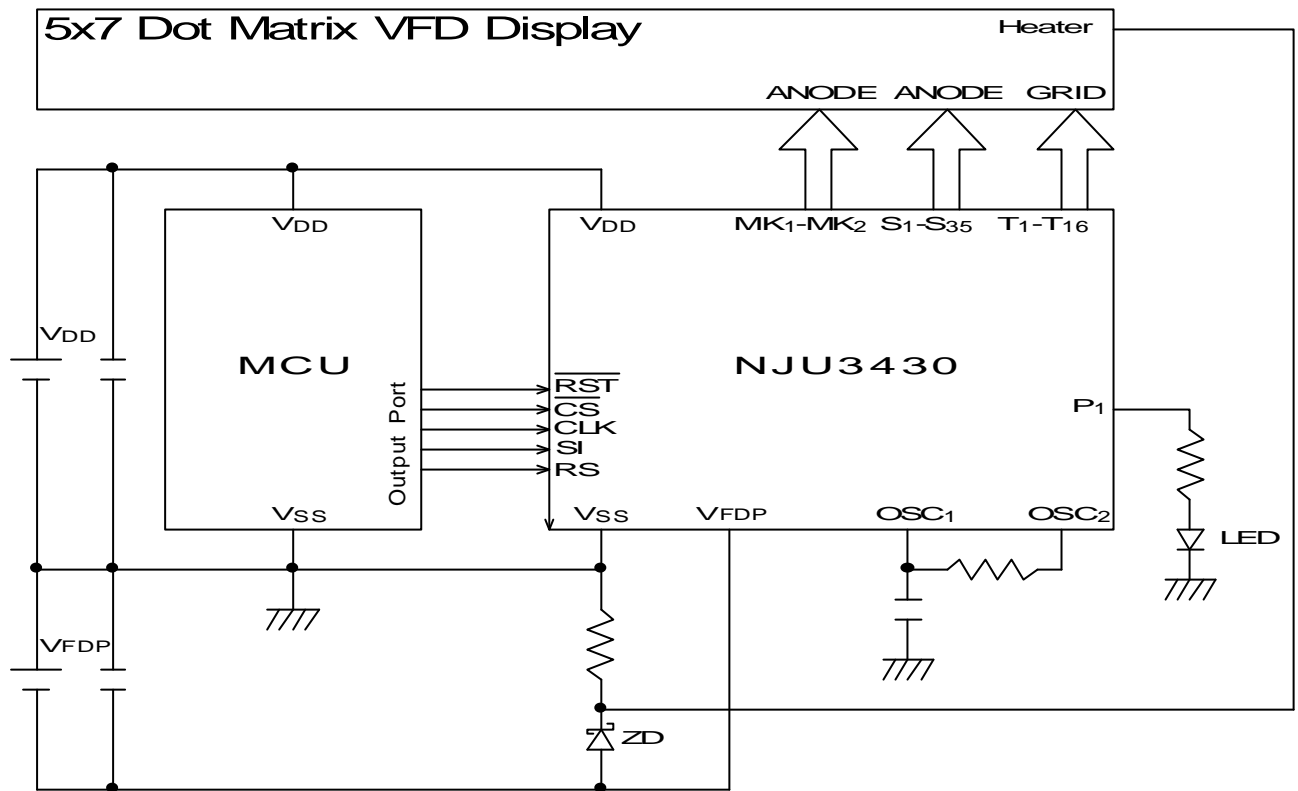 5x7 Dot Matrix VFD Display
Heater
ANODE ANODE GRID
VDD
VDD
MK1-MK2 S1-S35 T1-T16
VDD
MCU
NJU3430
Output Port
RST
CS
CLK
SI
RS
P1
VSS
VSS
VFDP
OSC1
OSC2
LED
VFDP
ZD